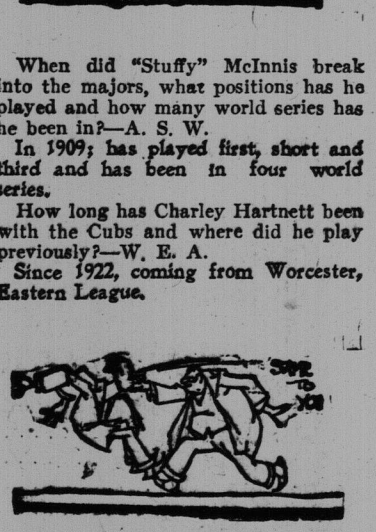 When did "Stuffy" McInnis break
into the majors, what positions has he
played and how many world series has
he been in?—A. S. W.
In 1909; has played first, short and
third and has been in four world
series.
How long has Charley Hartnett been
with the Cubs and where did he play
previously?—W. E. A.
Since 1922, coming from Worcester,
Eastern League.
SAME
TO
YOU